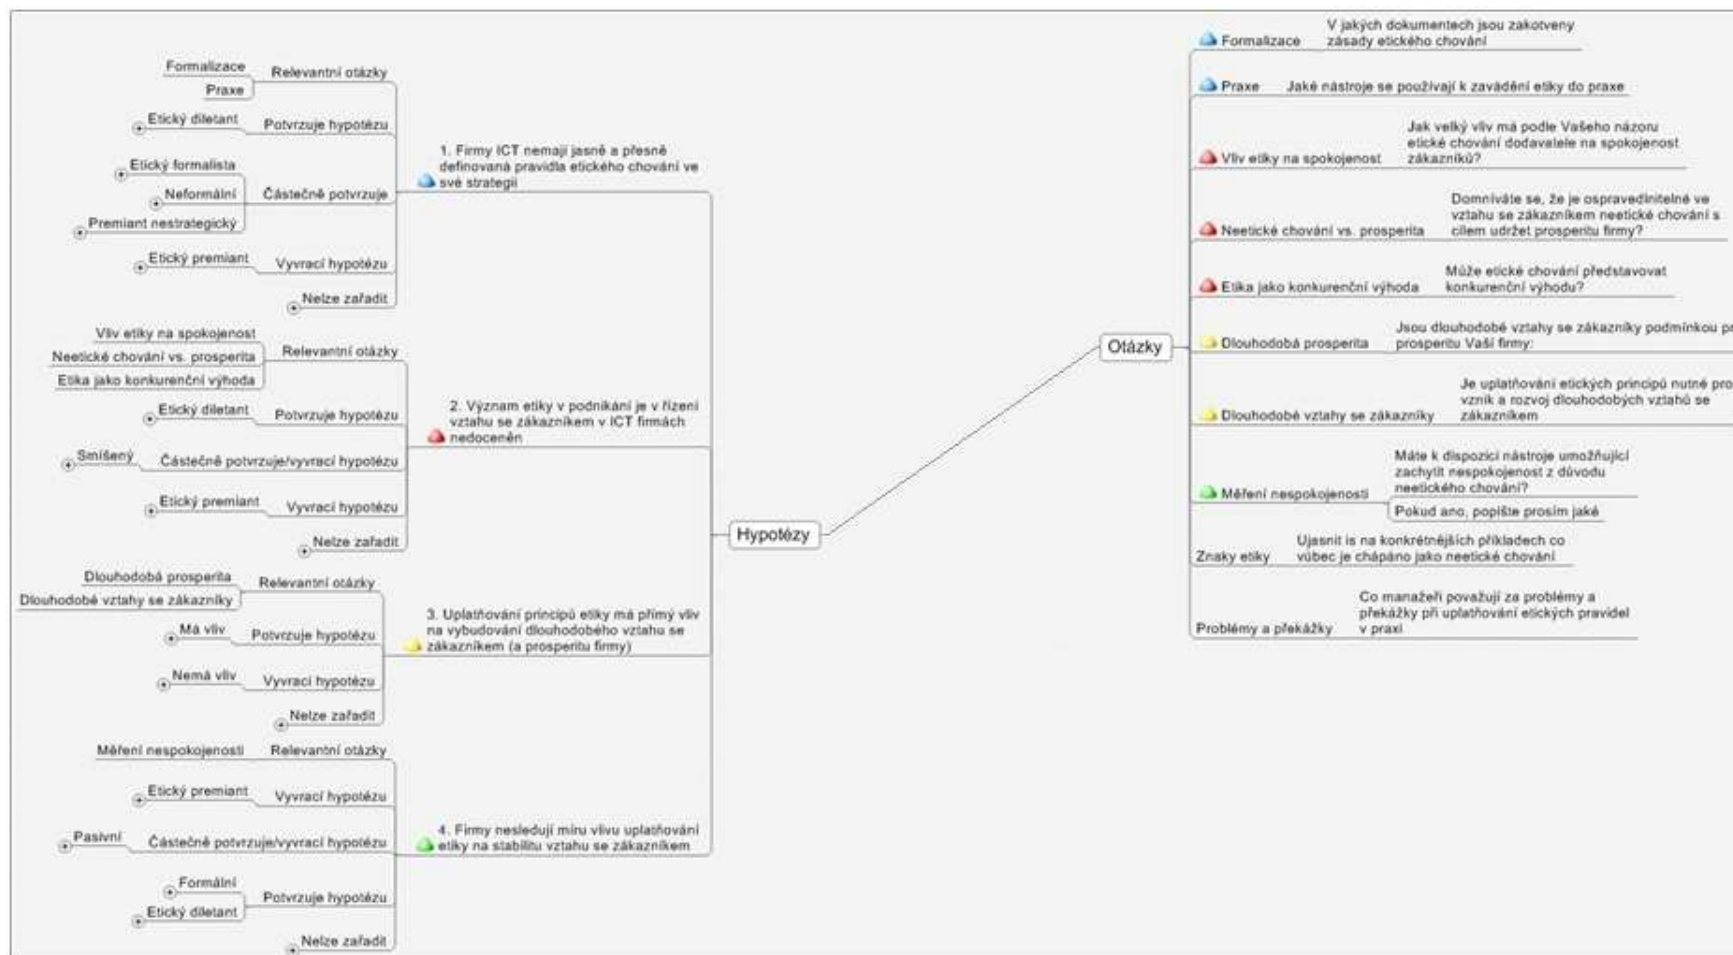 Formalizace
Praxe
Relevantní otázky
Etický diletant
Potvrzuje hypotézu
Etický formalista
Neformální
Premiant nestrategický
Částečně potvrzuje
Etický premiant
Vyvrací hypotézu
Nelze zařadit
1. Firmy ICT nemají jasně a přesně
definovaná pravidla etického chování ve
své strategii
Vliv etiky na spokojenost
Neetické chování vs. prosperita
Etika jako konkurenční výhoda
Relevantní otázky
Etický diletant
Potvrzuje hypotézu
Smíšený
Částečně potvrzuje/vyvrací hypotézu
Etický premiant
Vyvrací hypotézu
Nelze zařadit
2. Význam etiky v podnikání je v řízení
vztahu se zákazníkem v ICT firmách
nedoceněn
Dlouhodobá prosperita
Dlouhodobé vztahy se zákazníky
Relevantní otázky
Má vliv
Potvrzuje hypotézu
Nemá vliv
Vyvrací hypotézu
Nelze zařadit
3. Uplatňování principů etiky má přímý vliv
na vybudování dlouhodobého vztahu se
zákazníkem (a prosperitu firmy)
Měření nespokojenosti
Relevantní otázky
Etický premiant
Vyvrací hypotézu
Pasivní
Částečně potvrzuje/vyvrací hypotézu
Formální
Etický diletant
Potvrzuje hypotézu
Nelze zařadit
4. Firmy nesledují míru vlivu uplatňování
etiky na stabilitu vztahu se zákazníkem
Hypotézy
Otázky
Formalizace
V jakých dokumentech jsou zakotveny
zásady etického chování
Praxe
Jaké nástroje se používají k zavádění etiky do praxe
Vliv etiky na spokojenost
Jak velký vliv má podle Vašeho názoru
etické chování dodavatele na spokojenost
zákazníků?
Neetické chování vs. prosperita
Domníváte se, že je ospravedlnitelné ve
vztahu se zákazníkem neetické chování s
cílem udržet prosperitu firmy?
Etika jako konkurenční výhoda
Může etické chování představovat
konkurenční výhodu?
Dlouhodobá prosperita
Jsou dlouhodobé vztahy se zákazníky podmínkou
prosperitu Vaší firmy:
Dlouhodobé vztahy se zákazníky
Je uplatňování etických principů nutné pro
vznik a rozvoj dlouhodobých vztahů se
zákazníkem
Měření nespokojenosti
Máte k dispozici nástroje umožňující
zachytit nespokojenost z důvodu
neetického chování?
Pokud ano, popište prosím jaké
Znaky etiky
Ujasnit is na konkrétnějších příkladech co
vůbec je chápáno jako neetické chování
Problémy a překážky
Co manažeři považují za problémy a
překážky při uplatňování etických pravidel
v praxi